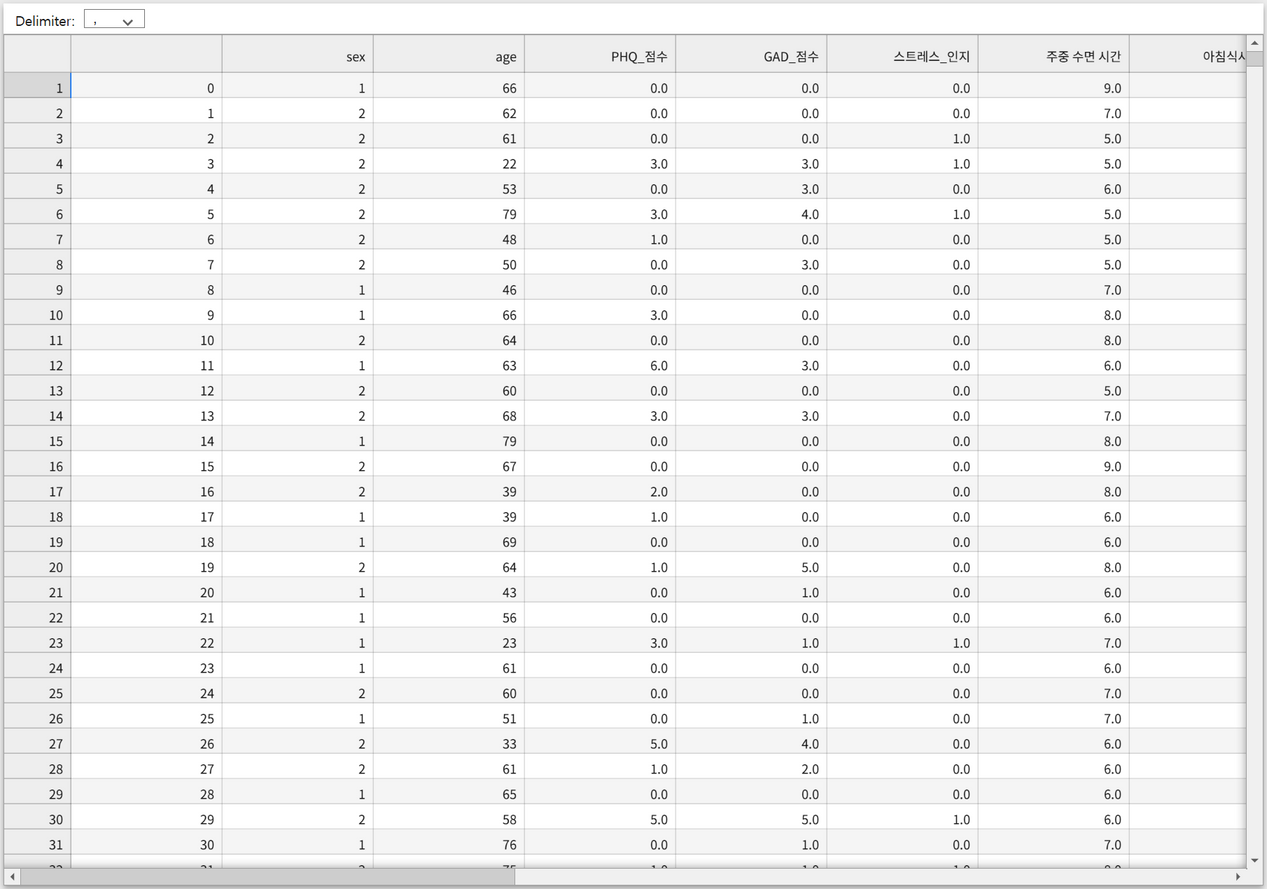 Delimiter: ,
sex age PHQ_점수 GAD_점수 스트레스_인지 주중 수면 시간
1 0 1 66 0.0 0.0 0.0 9.0
2 1 2 62 0.0 0.0 0.0 7.0
3 2 2 61 0.0 0.0 1.0 5.0
4 3 2 22 3.0 3.0 1.0 5.0
5 4 2 53 0.0 3.0 0.0 6.0
6 5 2 79 3.0 4.0 1.0 5.0
7 6 2 48 1.0 0.0 0.0 5.0
8 7 2 50 0.0 3.0 0.0 5.0
9 8 1 46 0.0 0.0 0.0 7.0
10 9 1 66 3.0 0.0 0.0 8.0
11 10 2 64 0.0 0.0 0.0 8.0
12 11 1 63 6.0 3.0 0.0 6.0
13 12 2 60 0.0 0.0 0.0 5.0
14 13 2 68 3.0 3.0 0.0 7.0
15 14 1 79 0.0 0.0 0.0 8.0
16 15 2 67 0.0 0.0 0.0 9.0
17 16 2 39 2.0 0.0 0.0 8.0
18 17 1 39 1.0 0.0 0.0 6.0
19 18 1 69 0.0 0.0 0.0 6.0
20 19 2 64 1.0 5.0 0.0 8.0
21 20 1 43 0.0 1.0 0.0 6.0
22 21 1 56 0.0 0.0 0.0 6.0
23 22 1 23 3.0 1.0 1.0 7.0
24 23 1 61 0.0 0.0 0.0 6.0
25 24 2 60 0.0 0.0 0.0 7.0
26 25 1 51 0.0 1.0 0.0 7.0
27 26 2 33 5.0 4.0 0.0 6.0
28 27 2 61 1.0 2.0 0.0 6.0
29 28 1 65 0.0 0.0 0.0 6.0
30 29 2 58 5.0 5.0 1.0 6.0
31 30 1 76 0.0 1.0 0.0 7.0